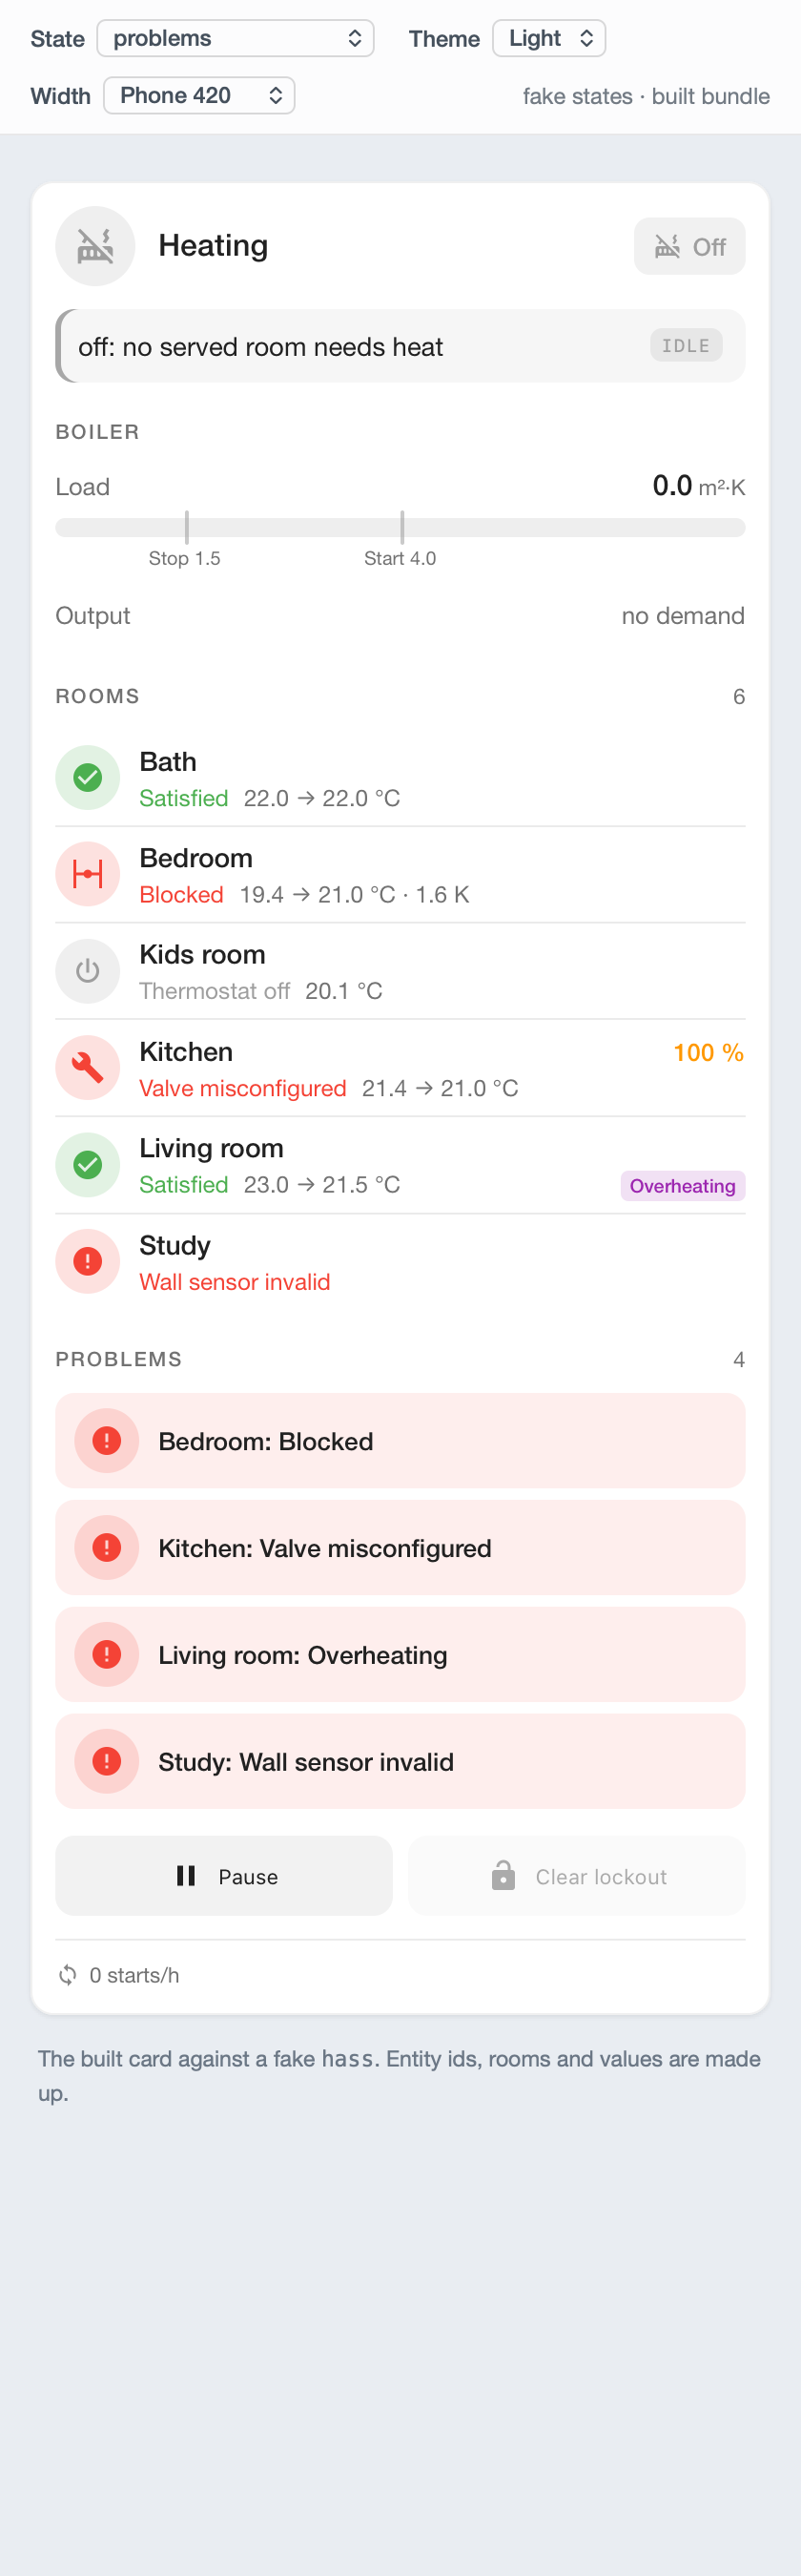 State problems Theme Light
Width Phone 420 fake states · built bundle
Heating Off
off: no served room needs heat IDLE
BOILER
Load 0.0 m²·K
Stop 1.5 Start 4.0
Output no demand
ROOMS 6
Bath
Satisfied 22.0 → 22.0 °C
Bedroom
Blocked 19.4 → 21.0 °C · 1.6 K
Kids room
Thermostat off 20.1 °C
Kitchen 100 %
Valve misconfigured 21.4 → 21.0 °C
Living room
Satisfied 23.0 → 21.5 °C Overheating
Study
Wall sensor invalid
PROBLEMS 4
Bedroom: Blocked
Kitchen: Valve misconfigured
Living room: Overheating
Study: Wall sensor invalid
Pause Clear lockout
0 starts/h
The built card against a fake hass. Entity ids, rooms and values are made
up.